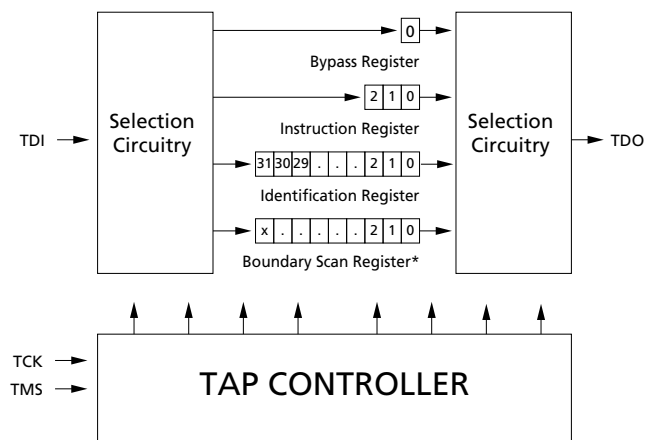 0
Bypass Register
2 1 0
Instruction Register
TDI
Selection
Circuitry
Selection
Circuitry
TDO
31 30 29 . . . 2 1 0
Identification Register
x . . . . . 2 1 0
Boundary Scan Register*
TCK
TMS
TAP CONTROLLER